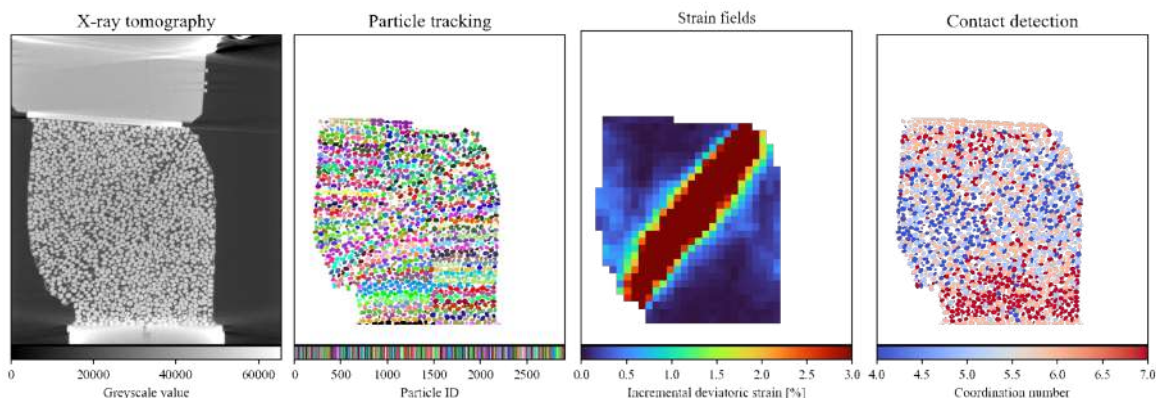 X-ray tomography
Particle tracking
Strain fields
Contact detection
0 20000 40000 60000
0 500 1000 1500 2000 2500
0.0 0.5 1.0 1.5 2.0 2.5 3.0
4.0 4.5 5.0 5.5 6.0 6.5 7.0
Greyscale value
Particle ID
Incremental deviatoric strain [%]
Coordination number